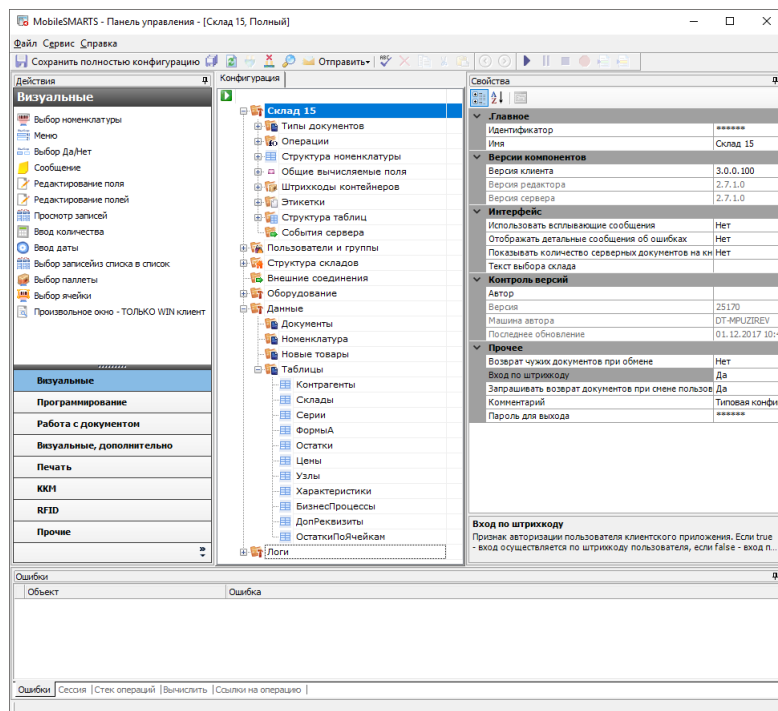 MobileSMARTS - Панель управления - [Склад 15, Полный]
Файл Сервис Справка
Сохранить полностью конфигурацию Отправить
Действия
Визуальные
Выбор номенклатуры
Меню
Выбор Да/Нет
Сообщение
Редактирование поля
Редактирование полей
Просмотр записей
Ввод количества
Ввод даты
Выбор записейиз списка в список
Выбор паллеты
Выбор ячейки
Произвольное окно - ТОЛЬКО WIN клиент
Визуальные
Программирование
Работа с документом
Визуальные, дополнительно
Печать
ККМ
RFID
Прочие
Конфигурация
Склад 15
Типы документов
Операции
Структура номенклатуры
Общие вычисляемые поля
Штрихкоды контейнеров
Этикетки
Структура таблиц
События сервера
Пользователи и группы
Структура складов
Внешние соединения
Оборудование
Данные
Документы
Номенклатура
Новые товары
Таблицы
Контрагенты
Склады
Серии
ФормыА
Остатки
Цены
Узлы
Характеристики
БизнесПроцессы
ДопРеквизиты
ОстаткиПоЯчейкам
Логи
Свойства
.Главное
Идентификатор ******
Имя Склад 15
Версии компонентов
Версия клиента 3.0.0.100
Версия редактора 2.7.1.0
Версия сервера 2.7.1.0
Интерфейс
Использовать всплывающие сообщения Нет
Отображать детальные сообщения об ошибках Нет
Показывать количество серверных документов на кн Нет
Текст выбора склада
Контроль версий
Автор
Версия 25170
Машина автора DT-MPUZIREV
Последнее обновление 01.12.2017 10:4
Прочее
Возврат чужих документов при обмене Нет
Вход по штрихкоду Да
Запрашивать возврат документов при смене пользов Да
Комментарий Типовая конфи
Пароль для выхода ******
Вход по штрихкоду
Признак авторизации пользователя клиентского приложения. Если true
- вход осуществляется по штрихкоду пользователя, если false - вход п...
Ошибки
Объект Ошибка
Ошибки Сессия Стек операций Вычислить Ссылки на операцию